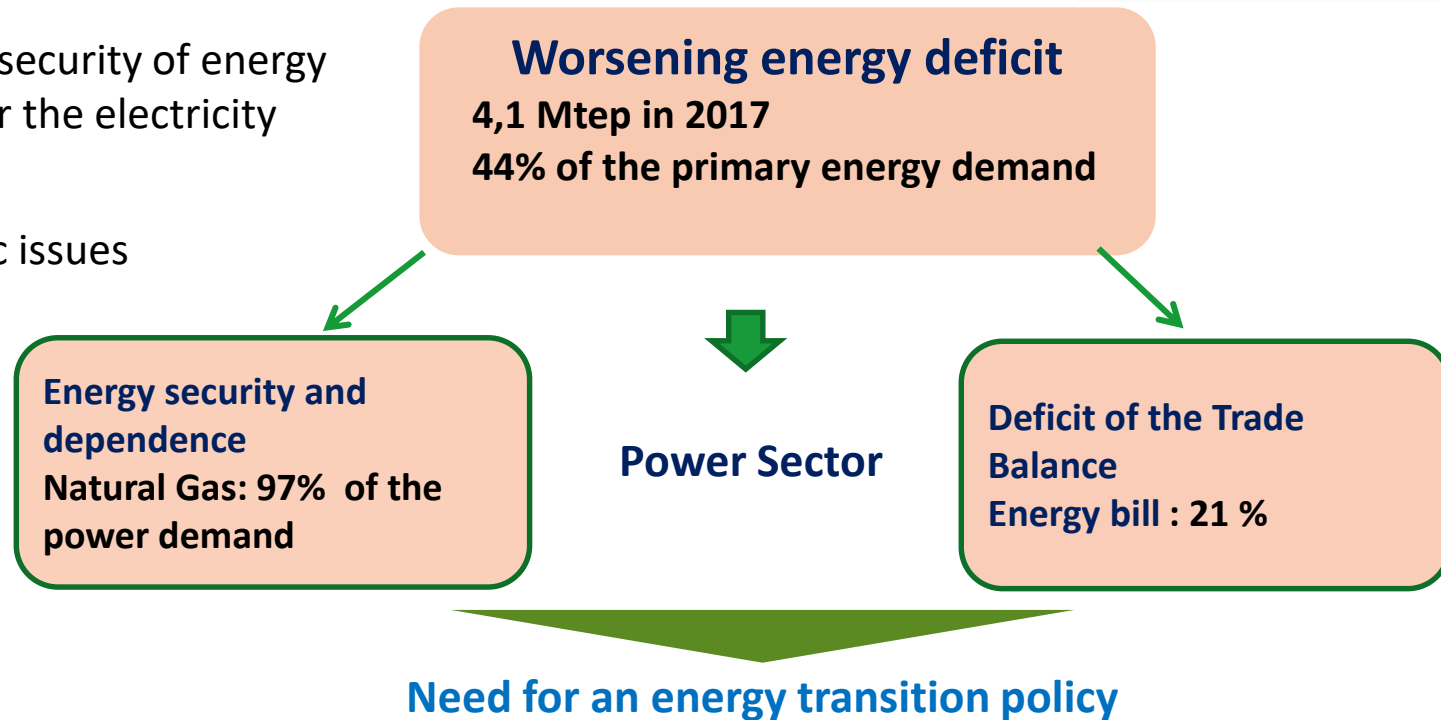 security of energy
r the electricity
c issues
Worsening energy deficit
4,1 Mtep in 2017
44% of the primary energy demand
Energy security and
dependence
Natural Gas: 97% of the
power demand
Power Sector
Deficit of the Trade
Balance
Energy bill : 21 %
Need for an energy transition policy